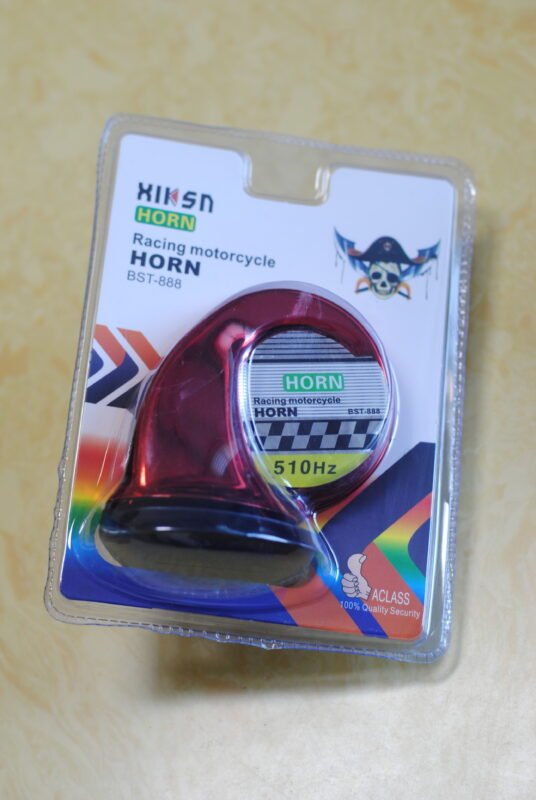 XIKSN
HORN
Racing motorcycle
HORN
BST-888
HORN
Racing motorcycle
HORN BST-888
510Hz
ACLASS
100% Quality Security